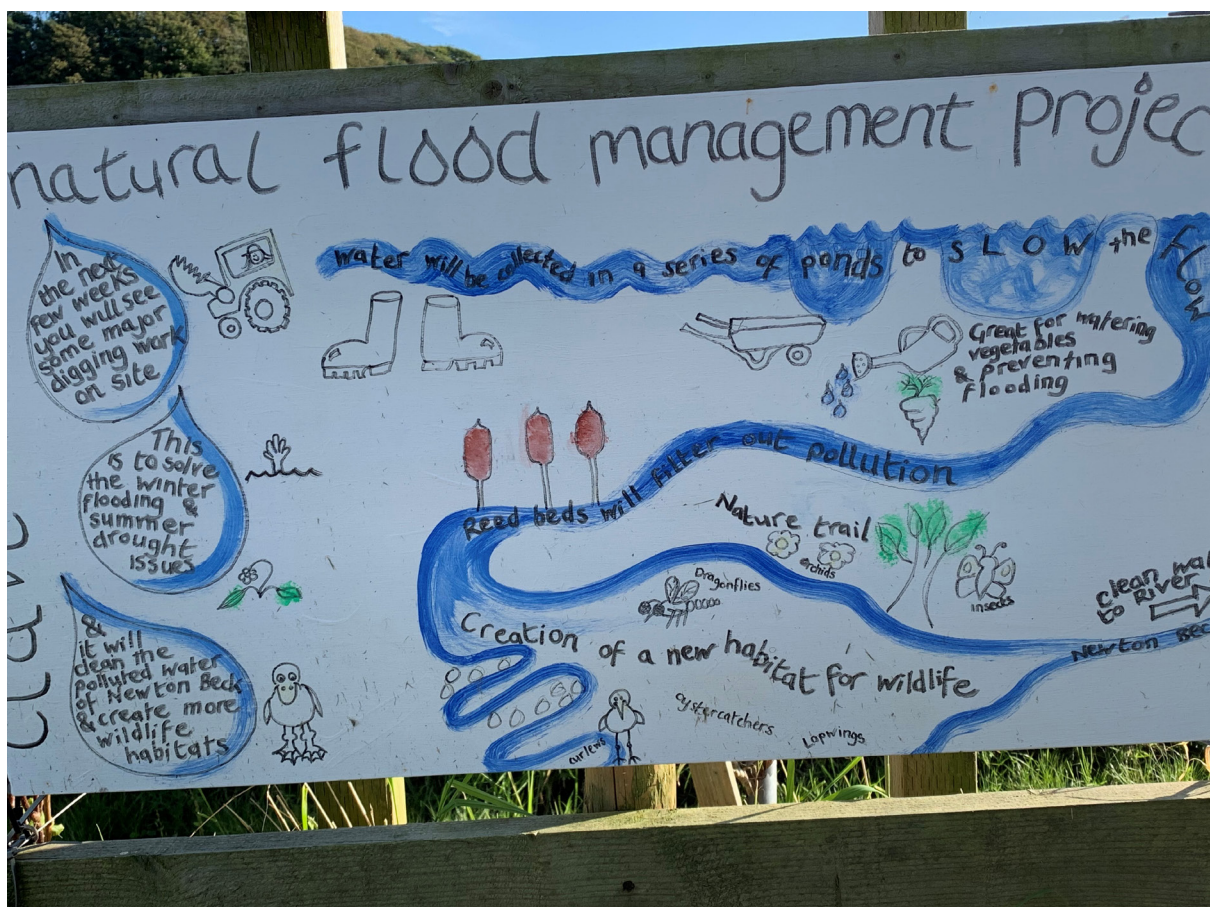 natural flood management projec
In
the next
few weeks
you will see
some major
digging work
on site
This
is to solve
the winter
flooding &
summer
drought
issues
&
it will
clean the
polluted water
of Newton Beck
& create more
wildlife
habitats
water will be collected in a series of ponds to SLOW the flow
Great for watering
vegetables
& preventing
flooding
Reed beds will filter out pollution
Nature trail
orchids
Dragonflies
insects
clean wat
to River
Newton Bec
Creation of a new habitat for wildlife
oystercatchers
Lapwings
curlews